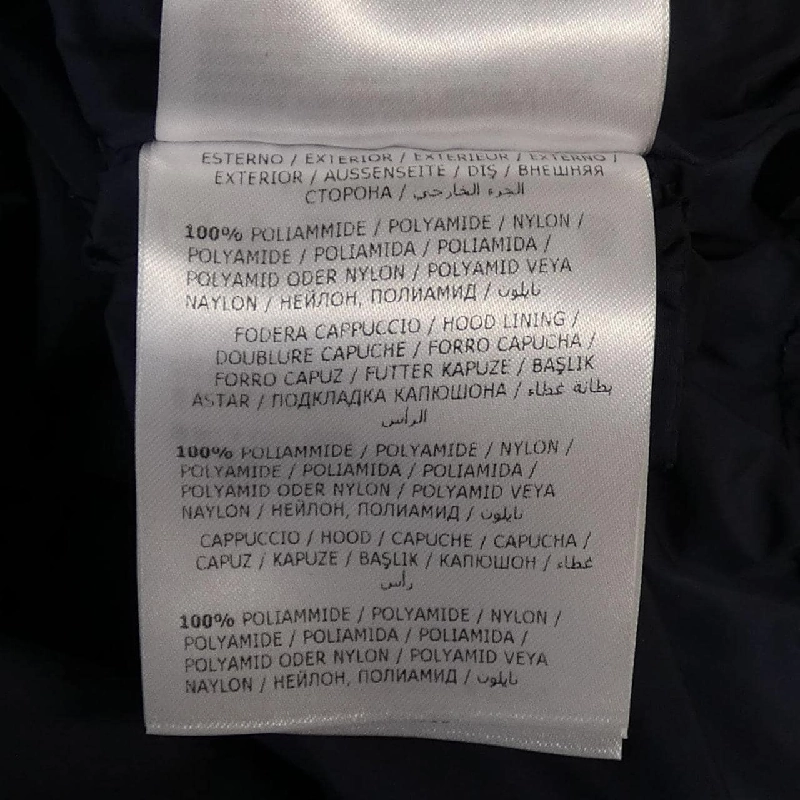 ESTERNO / EXTERIOR / EXTERIEUR / EXTERNO /
EXTERIOR / AUSSENSEITE / DIŞ / ВНЕШНЯЯ
СТОРОНА / الجزء الخارجي
100% POLIAMMIDE / POLYAMIDE / NYLON /
POLYAMIDE / POLIAMIDA / POLIAMIDA /
POLYAMID ODER NYLON / POLYAMID VEYA
NAYLON / НЕЙЛОН, ПОЛИАМИД / نايلون
FODERA CAPPUCCIO / HOOD LINING /
DOUBLURE CAPUCHE / FORRO CAPUCHA /
FORRO CAPUZ / FUTTER KAPUZE / BAŞLIK
ASTAR / ПОДКЛАДКА КАПЮШОНА / بطانة غطاء
الرأس
100% POLIAMMIDE / POLYAMIDE / NYLON /
POLYAMIDE / POLIAMIDA / POLIAMIDA /
POLYAMID ODER NYLON / POLYAMID VEYA
NAYLON / НЕЙЛОН, ПОЛИАМИД / نايلون
CAPPUCCIO / HOOD / CAPUCHE / CAPUCHA /
CAPUZ / KAPUZE / BAŞLIK / КАПЮШОН / غطاء
رأس
100% POLIAMMIDE / POLYAMIDE / NYLON /
POLYAMIDE / POLIAMIDA / POLIAMIDA /
POLYAMID ODER NYLON / POLYAMID VEYA
NAYLON / НЕЙЛОН, ПОЛИАМИД / نايلون